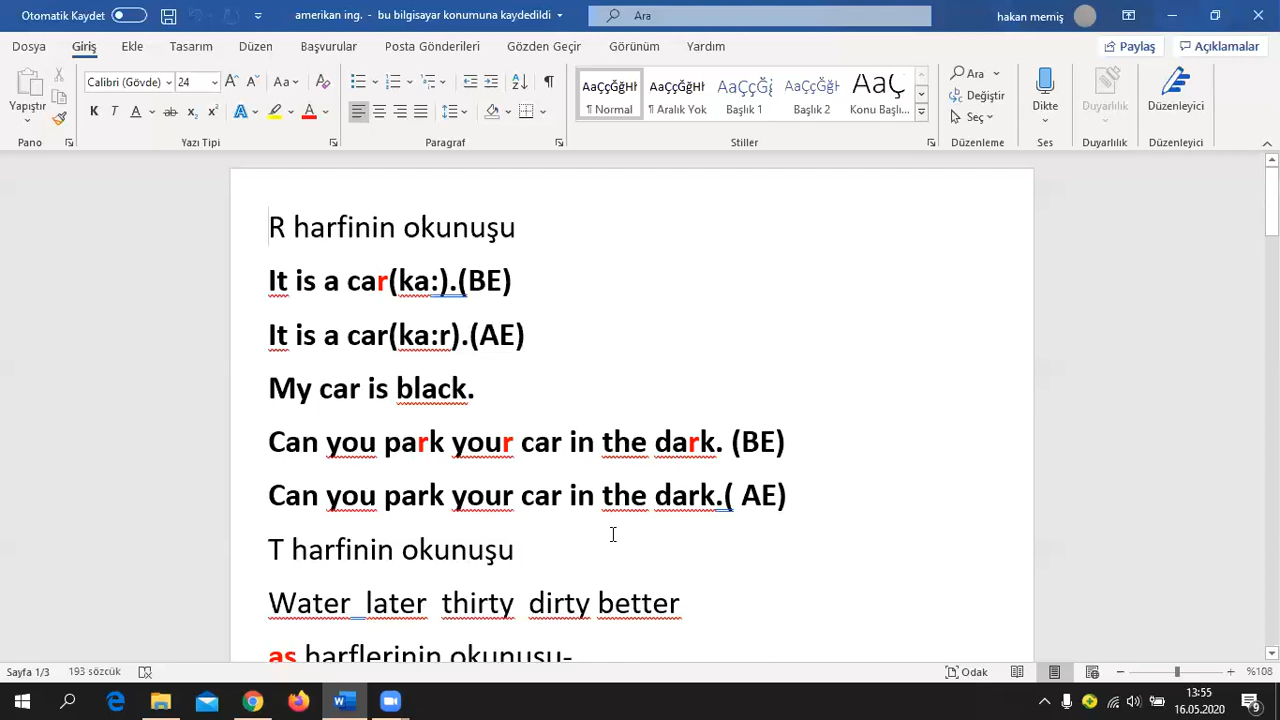 Otomatik Kaydet amerikan ing. - bu bilgisayar konumuna kaydedildi Ara hakan memiş
Dosya Giriş Ekle Tasarım Düzen Başvurular Posta Gönderileri Gözden Geçir Görünüm Yardım Paylaş Açıklamalar
Calibri (Gövde) 24
Yapıştır
K T A
AaÇçĞğHł AaÇçĞğHł AaÇçĞğ AaÇçĞğH AaÇ
¶ Normal ¶ Aralık Yok Başlık 1 Başlık 2 Konu Başlı...
Ara
Değiştir
Seç
Dikte Duyarlılık Düzenleyici
Pano Yazı Tipi Paragraf Stiller Düzenleme Ses Duyarlılık Düzenleyici
R harfinin okunuşu
It is a car(ka:).(BE)
It is a car(ka:r).(AE)
My car is black.
Can you park your car in the dark. (BE)
Can you park your car in the dark.( AE)
T harfinin okunuşu
Water later thirty dirty better
as harflerinin okunuşu-
Sayfa 1/3 193 sözcük Odak %108
13:55
16.05.2020
9